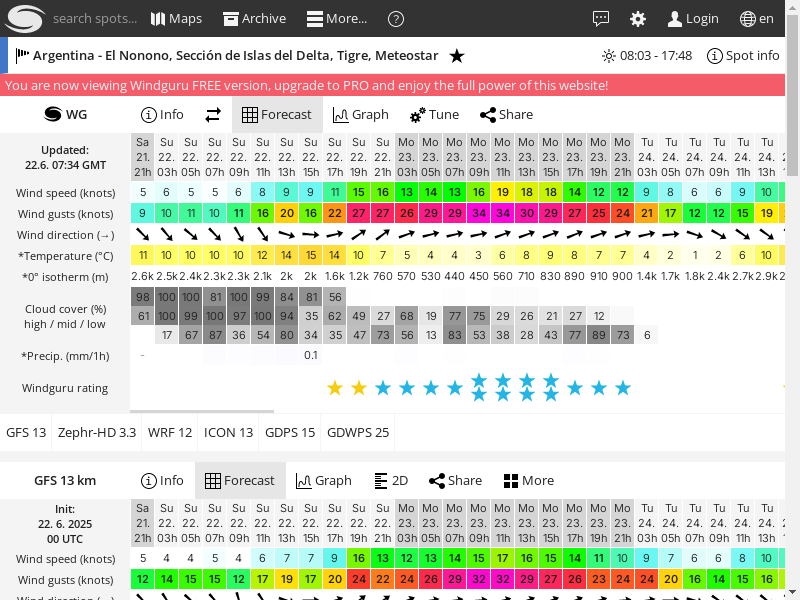 search spots... Maps Archive More... ? Login en
Argentina - El Nonono, Sección de Islas del Delta, Tigre, Meteostar 08:03 - 17:48 Spot info
You are now viewing Windguru FREE version, upgrade to PRO and enjoy the full power of this website!
WG Info Forecast Graph Tune Share
Updated:
22.6. 07:34 GMT
Sa Su Su Su Su Su Su Su Su Su Su Mo Mo Mo Mo Mo Mo Mo Mo Mo Mo Tu Tu Tu Tu Tu Tu
21. 22. 22. 22. 22. 22. 22. 22. 22. 22. 22. 23. 23. 23. 23. 23. 23. 23. 23. 23. 23. 24. 24. 24. 24. 24. 24.
21h 03h 05h 07h 09h 11h 13h 15h 17h 19h 21h 03h 05h 07h 09h 11h 13h 15h 17h 19h 21h 03h 07h 09h 11h 13h
Wind speed (knots) 5 6 5 5 6 8 9 9 11 15 16 13 14 13 16 19 18 18 14 12 12 9 8 6 6 9 10
Wind gusts (knots) 9 10 11 10 11 16 20 16 22 27 27 26 29 29 34 34 30 29 27 25 24 21 17 12 12 15 19
Wind direction (→)
*Temperature (°C) 11 10 10 10 10 12 14 15 14 10 7 5 4 4 3 6 8 9 8 7 4 4 2 1 2 6 10
*0° isotherm (m) 2.6k 2.5k 2.4k 2.3k 2.3k 2.1k 2k 2k 1.6k 1.2k 760 570 530 440 450 560 710 830 890 910 900 1.4k 1.7k 1.8k 2.4k 2.7k 2.9k
Cloud cover (%)
high / mid / low
98 100 100 81 100 99 84 81 56
61 100 99 100 97 100 94 35 62 49 27 68 19 77 75 29 26 21 27 12
17 67 87 36 54 80 34 35 47 73 56 13 83 53 38 28 43 77 89 73 6
*Precip. (mm/1h) - 0.1
Windguru rating
GFS 13 Zephr-HD 3.3 WRF 12 ICON 13 GDPS 15 GDWPS 25
GFS 13 km Info Forecast Graph 2D Share More
Init:
22. 6. 2025
00 UTC
Sa Su Su Su Su Su Su Su Su Su Su Mo Mo Mo Mo Mo Mo Mo Mo Mo Mo Tu Tu Tu Tu Tu Tu
21. 22. 22. 22. 22. 22. 22. 22. 22. 22. 22. 23. 23. 23. 23. 23. 23. 23. 23. 23. 23. 24. 24. 24. 24. 24. 24.
21h 03h 05h 07h 09h 11h 13h 15h 17h 19h 21h 03h 05h 07h 09h 11h 13h 15h 17h 19h 21h 03h 07h 09h 11h 13h
Wind speed (knots) 5 4 4 5 4 6 7 7 9 16 13 12 13 14 15 17 16 15 14 11 10 9 7 6 6 8 10
Wind gusts (knots) 12 14 15 15 12 17 19 17 20 24 22 24 26 29 32 32 29 27 26 23 24 24 20 16 14 15 16